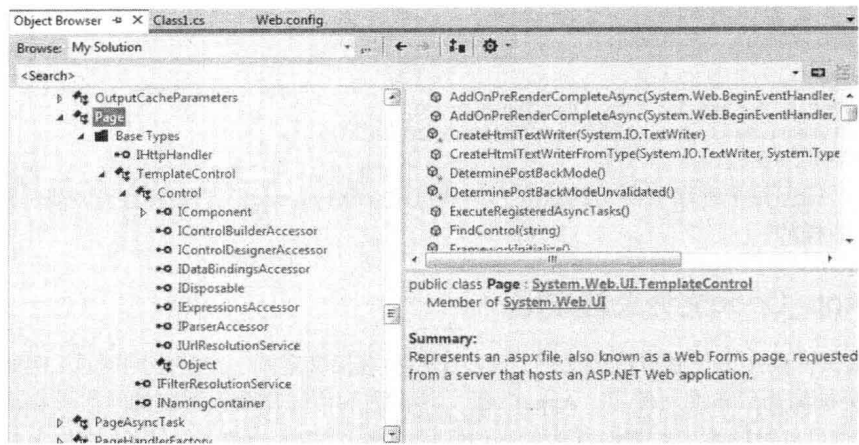 Object Browser Class1.cs Web.config
Browse: My Solution
<Search>
OutputCacheParameters
Page
Base Types
IHttpHandler
TemplateControl
Control
IComponent
IControlBuilderAccessor
IControlDesignerAccessor
IDataBindingsAccessor
IDisposable
IExpressionsAccessor
IParserAccessor
IUrlResolutionService
Object
IFilterResolutionService
INamingContainer
PageAsyncTask
PageHandlerFactory
AddOnPreRenderCompleteAsync(System.Web.BeginEventHandler,
AddOnPreRenderCompleteAsync(System.Web.BeginEventHandler,
CreateHtmlTextWriter(System.IO.TextWriter)
CreateHtmlTextWriterFromType(System.IO.TextWriter, System.Type
DeterminePostBackMode()
DeterminePostBackModeUnvalidated()
ExecuteRegisteredAsyncTasks()
FindControl(string)
FrameworkInitialize()
public class Page : System.Web.UI.TemplateControl
Member of System.Web.UI
Summary:
Represents an .aspx file, also known as a Web Forms page, requested
from a server that hosts an ASP.NET Web application.